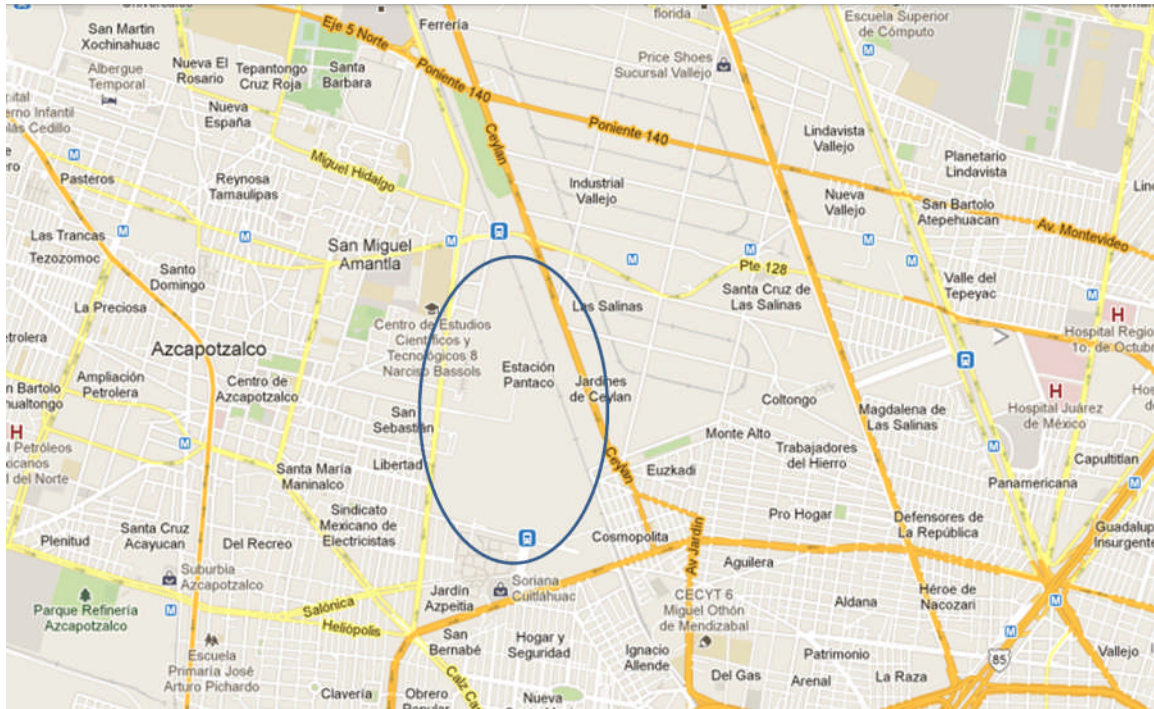 San Martin
Xochinahuac
Ferrería
florida
Escuela Superior
de Cómputo
Eje 5 Norte
Albergue
Temporal
Nueva El
Rosario
Tepantongo
Cruz Roja
Santa
Barbara
Price Shoes
Sucursal Vallejo
Poniente 140
Nueva
España
Ceylan
Poniente 140
Lindavista
Vallejo
Miguel Hidalgo
Planetario
Lindavista
Pasteros
Reynosa
Tamaulipas
Industrial
Vallejo
Nueva
Vallejo
San Bartolo
Atepehuacan
Av. Montevideo
Las Trancas
Tezozomoc
San Miguel
Amantla
Santo
Domingo
Pte 128
Valle del
Tepeyac
La Preciosa
Las Salinas
Santa Cruz de
Las Salinas
Centro de Estudios
Científicos y
Tecnológicos 8
Narciso Bassols
H
Hospital Regio
1o. de Octub
Azcapotzalco
Estación
Pantaco
Ampliación
Petrolera
Centro de
Azcapotzalco
Jardines
de Ceylan
Coltongo
H
Hospital Juárez
de México
San
Sebastián
Magdalena de
Las Salinas
H
Monte Alto
Trabajadores
del Hierro
Santa María
Maninalco
Libertad
Ceylan
Euzkadi
Capultitlan
Panamericana
Sindicato
Mexicano de
Electricistas
Pro Hogar
Defensores de
La República
Guadalup
Insurgente
Plenitud
Santa Cruz
Acayucan
Del Recreo
Cosmopolita
Av Jardín
Aguilera
Suburbia
Azcapotzalco
Soriana
Cuitláhuac
Jardín
Azpeitia
CECYT 6
Miguel Othón
de Mendizabal
Héroe de
Nacozari
Parque Refinería
Azcapotzalco
Salónica
Heliópolis
Aldana
San
Bernabé
Hogar y
Seguridad
Ignacio
Allende
Patrimonio
85
Vallejo
Escuela
Primaria José
Arturo Pichardo
Del Gas
Arenal
La Raza
Clavería
Obrero
Popular
Calz Ca
Nueva